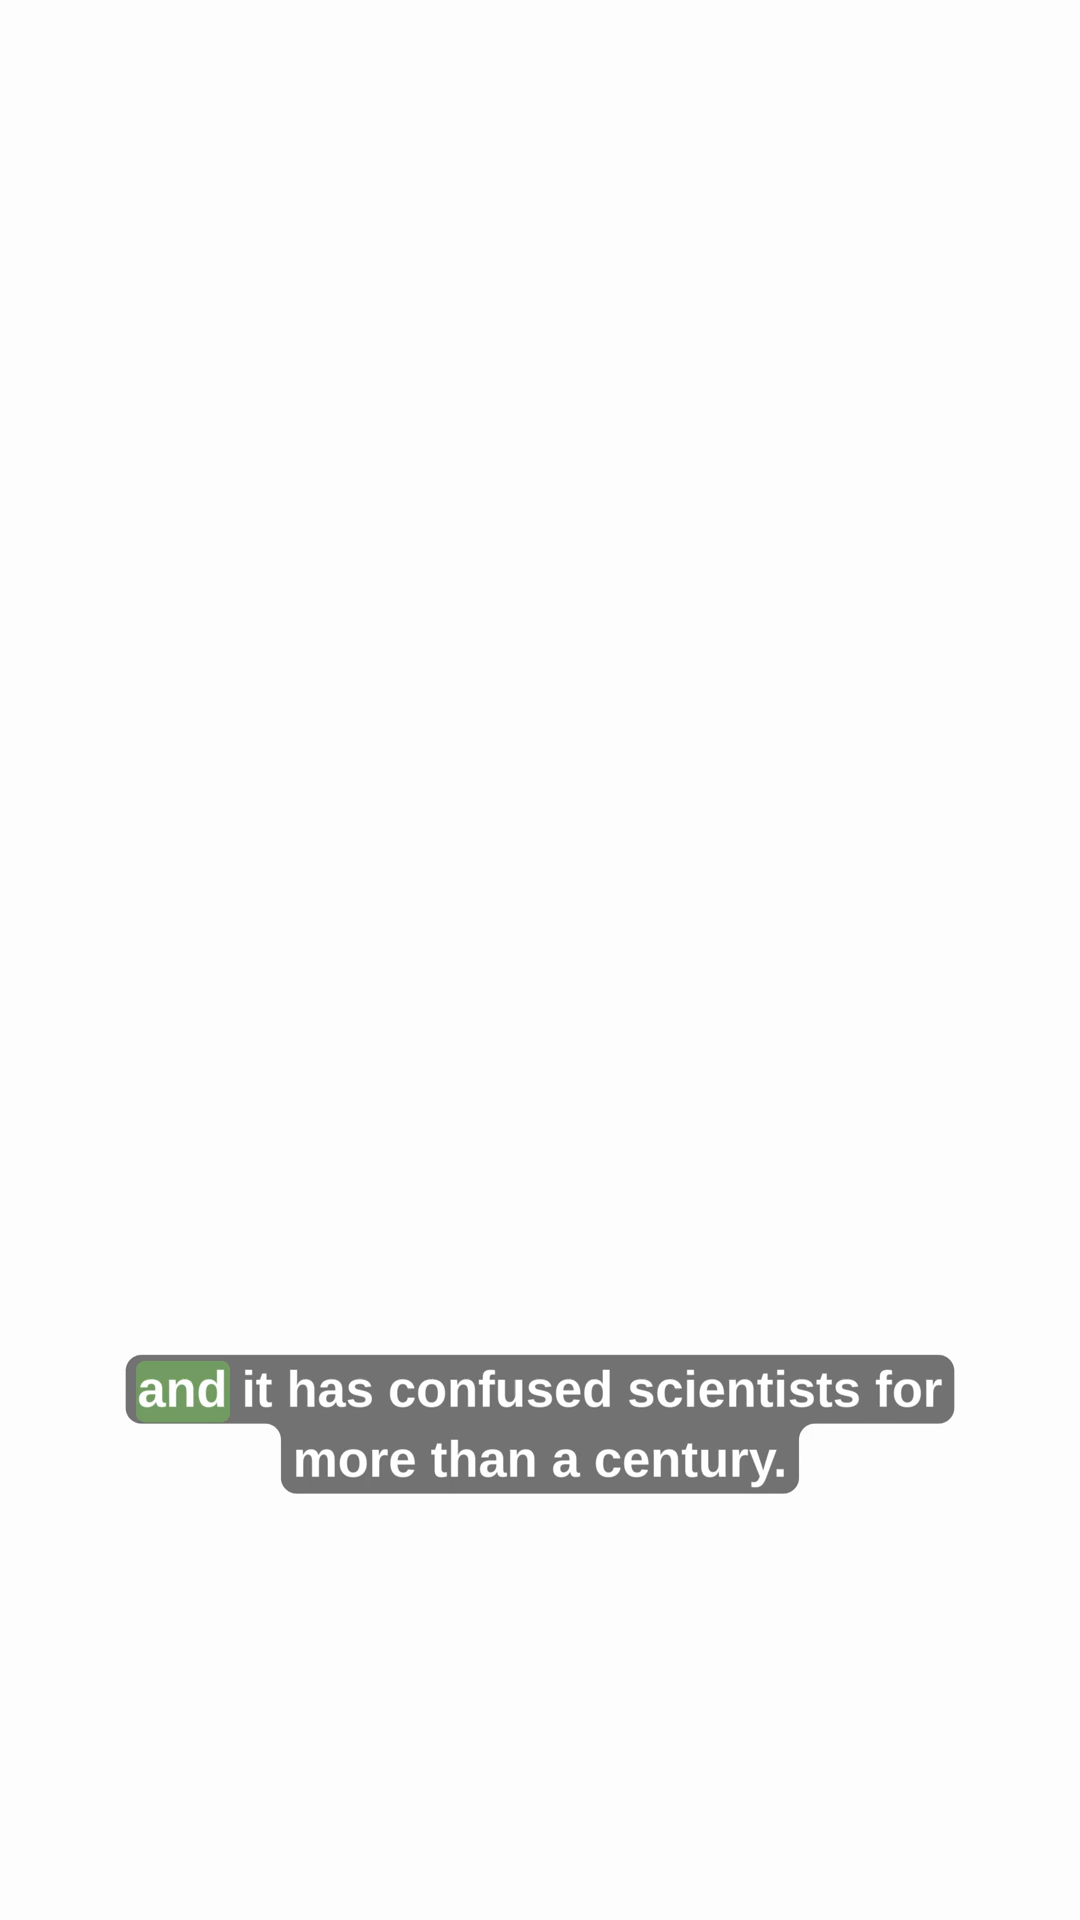 and it has confused scientists for
more than a century.